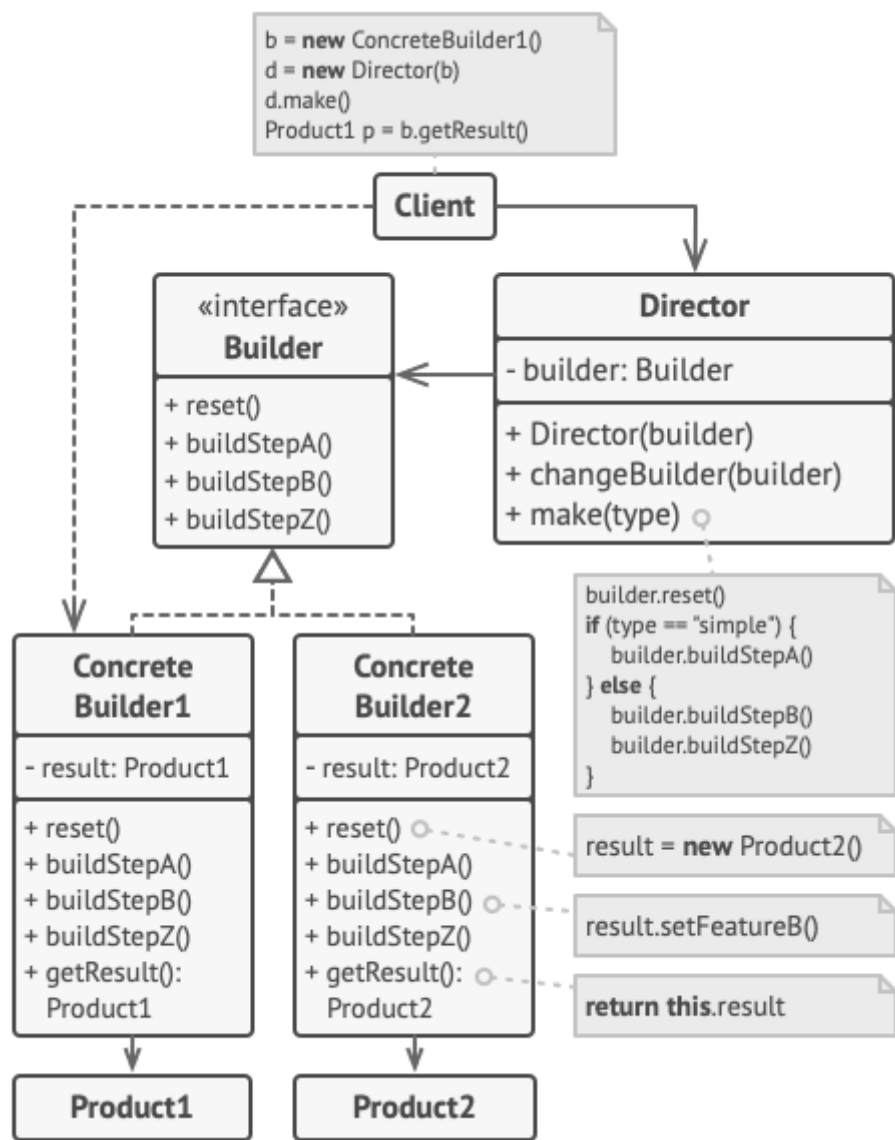 b = new ConcreteBuilder1()
d = new Director(b)
d.make()
Product1 p = b.getResult()
Client
«interface»
Builder
+ reset()
+ buildStepA()
+ buildStepB()
+ buildStepZ()
Director
- builder: Builder
+ Director(builder)
+ changeBuilder(builder)
+ make(type)
builder.reset()
if (type == "simple") {
builder.buildStepA()
} else {
builder.buildStepB()
builder.buildStepZ()
}
Concrete
Builder1
- result: Product1
+ reset()
+ buildStepA()
+ buildStepB()
+ buildStepZ()
+ getResult():
Product1
Concrete
Builder2
- result: Product2
+ reset()
+ buildStepA()
+ buildStepB()
+ buildStepZ()
+ getResult():
Product2
result = new Product2()
result.setFeatureB()
return this.result
Product1
Product2